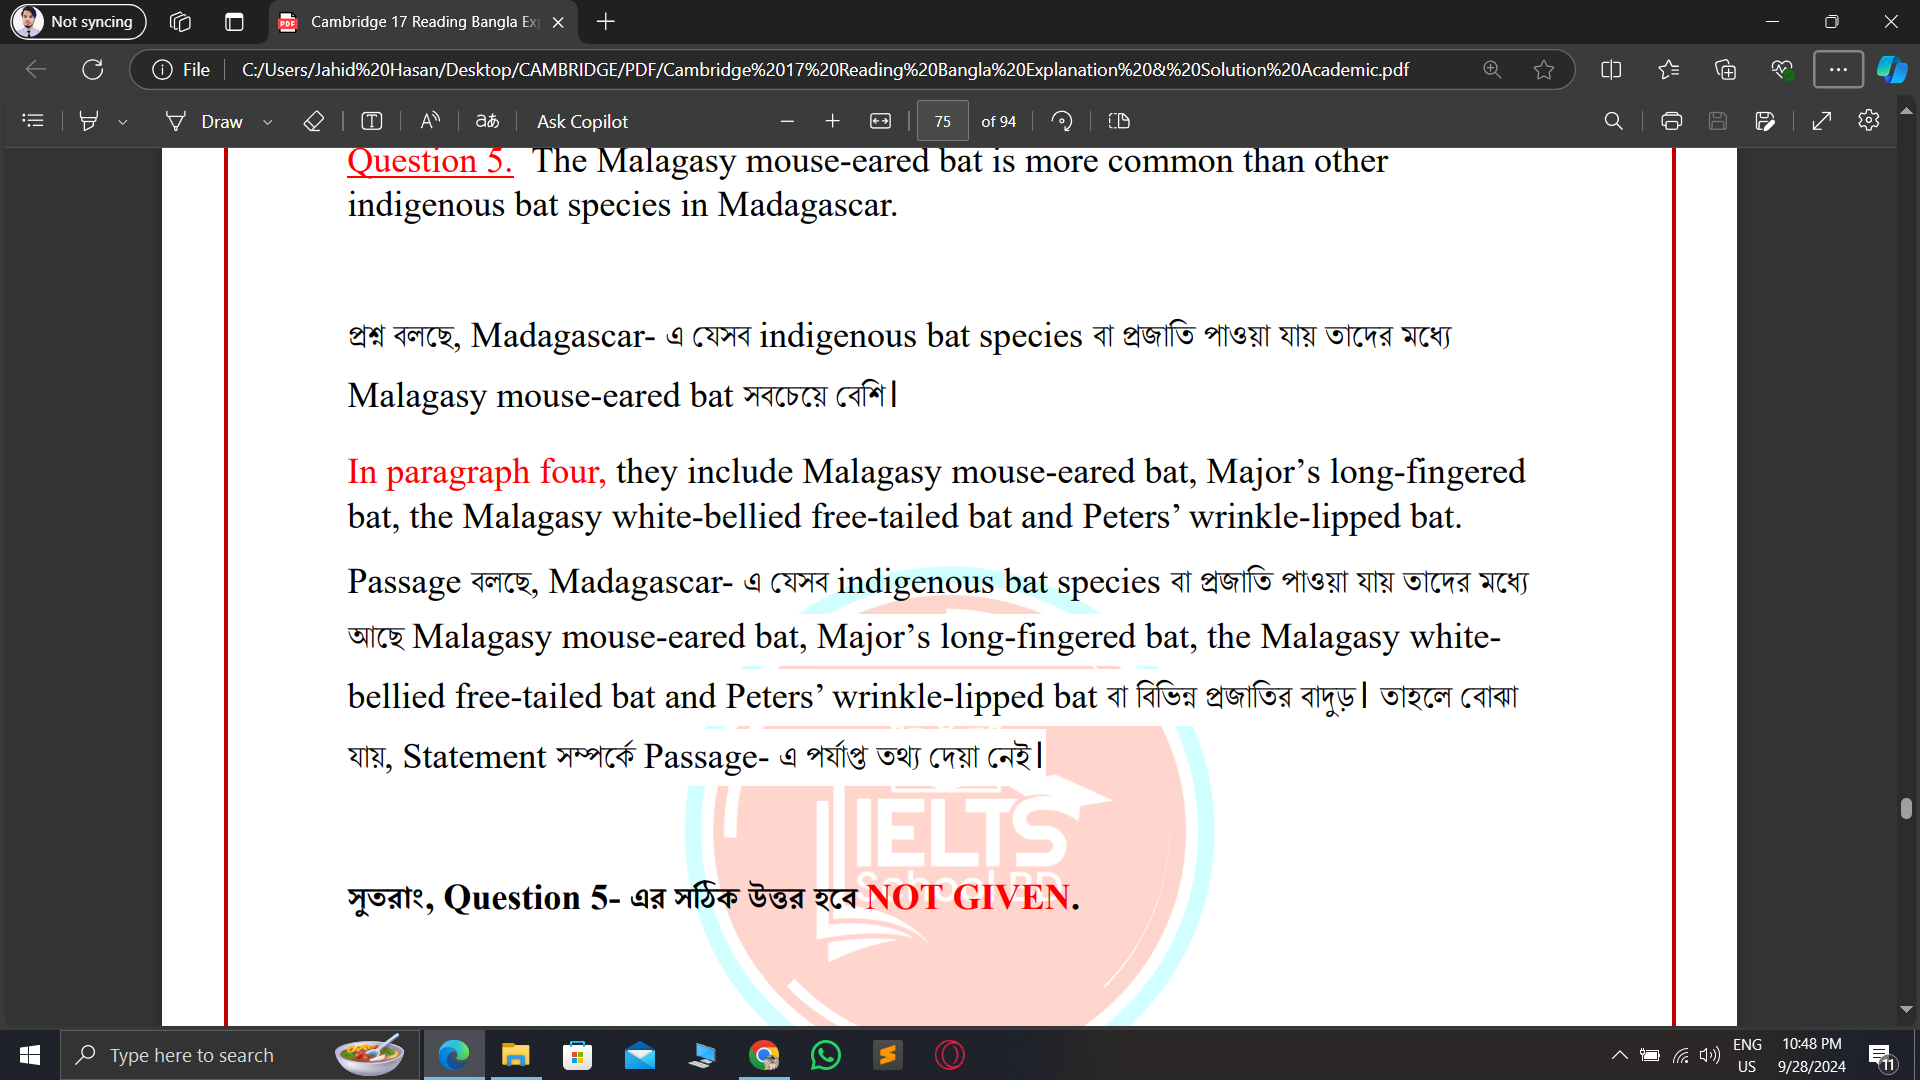 Not syncing
Cambridge 17 Reading Bangla Ex
File
C:/Users/Jahid%20Hasan/Desktop/CAMBRIDGE/PDF/Cambridge%2017%20Reading%20Bangla%20Explanation%20&%20Solution%20Academic.pdf
Draw
Ask Copilot
75 of 94
Question 5. The Malagasy mouse-eared bat is more common than other
indigenous bat species in Madagascar.
প্রশ্ন বলছে, Madagascar- এ যেসব indigenous bat species বা প্রজাতি পাওয়া যায় তাদের মধ্যে
Malagasy mouse-eared bat সবচেয়ে বেশি।
In paragraph four, they include Malagasy mouse-eared bat, Major’s long-fingered
bat, the Malagasy white-bellied free-tailed bat and Peters’ wrinkle-lipped bat.
Passage বলছে, Madagascar- এ যেসব indigenous bat species বা প্রজাতি পাওয়া যায় তাদের মধ্যে
আছে Malagasy mouse-eared bat, Major’s long-fingered bat, the Malagasy white-
bellied free-tailed bat and Peters’ wrinkle-lipped bat বা বিভিন্ন প্রজাতির বাদুড়। তাহলে বোঝা
যায়, Statement সম্পর্কে Passage- এ পর্যাপ্ত তথ্য দেয়া নেই।
IELTS
School BD
সুতরাং, Question 5- এর সঠিক উত্তর হবে NOT GIVEN.
Type here to search
ENG
US
10:48 PM
9/28/2024
11